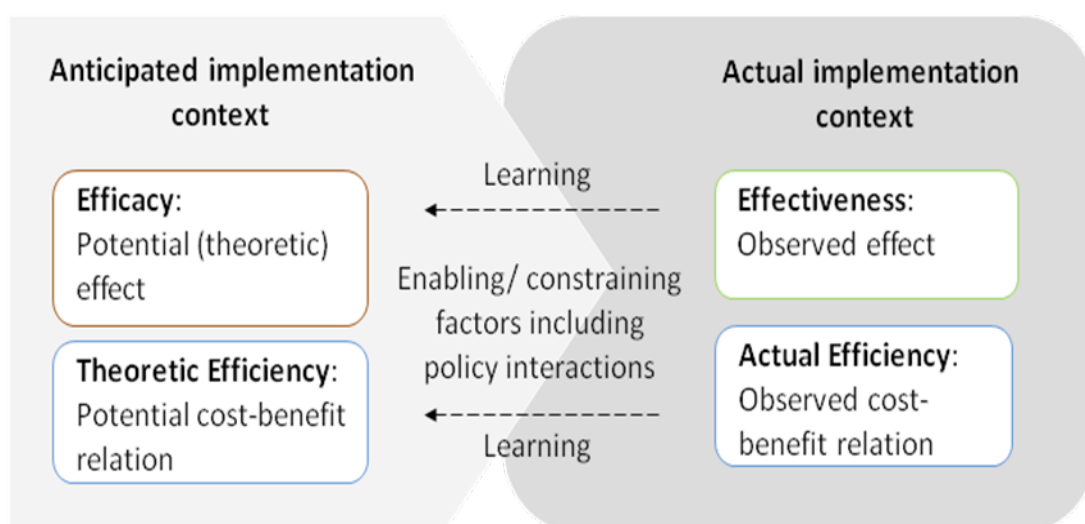 Anticipated implementation
context
Efficacy:
Potential (theoretic)
effect
Theoretic Efficiency:
Potential cost-benefit
relation
Learning
Enabling/ constraining
factors including
policy interactions
Learning
Actual implementation
context
Effectiveness:
Observed effect
Actual Efficiency:
Observed cost-
benefit relation